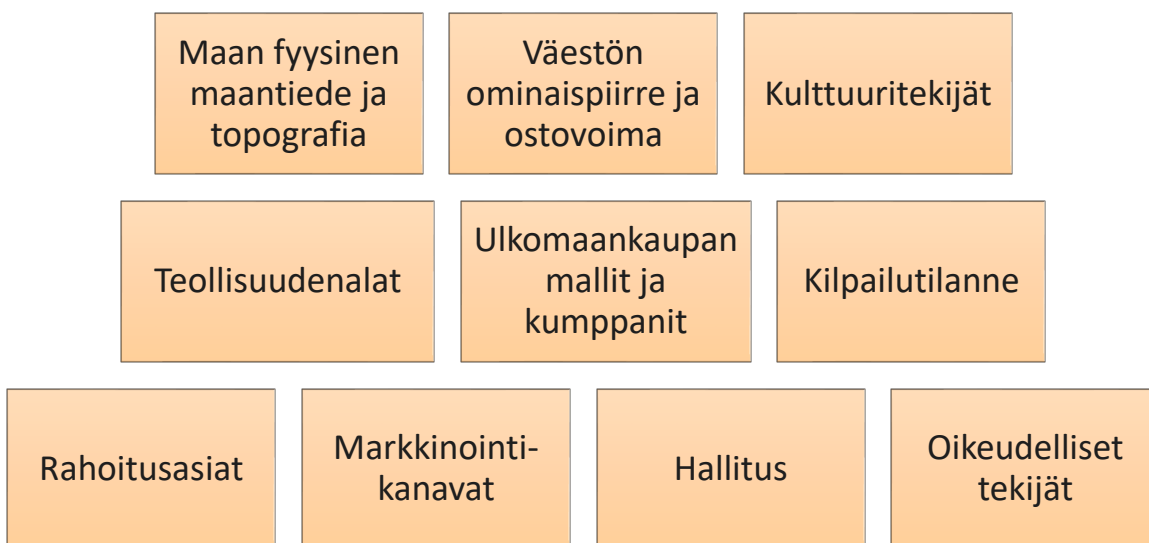 Maan fyysinen
maantiede ja
topografia
Väestön
ominaispiirre ja
ostovoima
Kulttuuritekijät
Teollisuudenalat
Ulkomaankaupan
mallit ja
kumppanit
Kilpailutilanne
Rahoitusasiat
Markkinointi-
kanavat
Hallitus
Oikeudelliset
tekijät